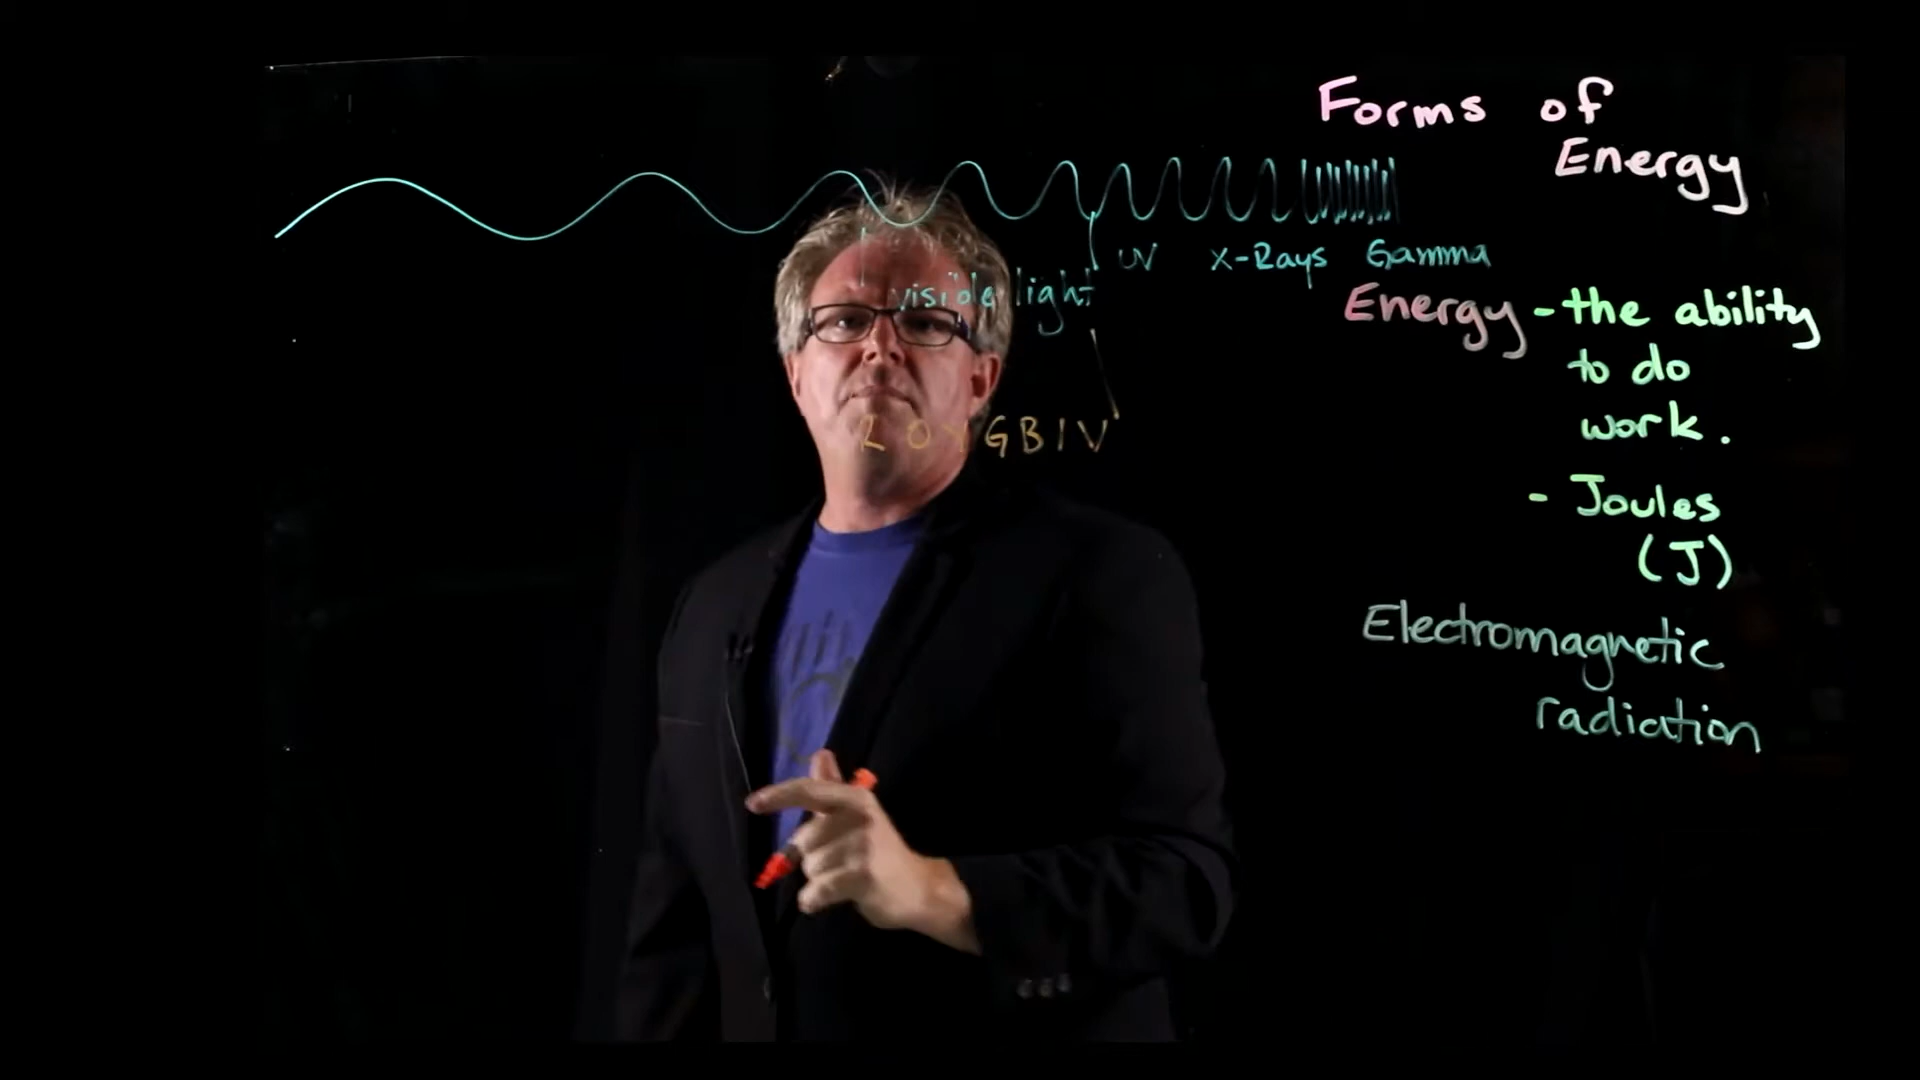 Forms of
Energy
UV X-Rays Gamma
visible light
Energy - the ability
to do
work.
ROYGBIV
- Joules
(J)
Electromagnetic
radiation